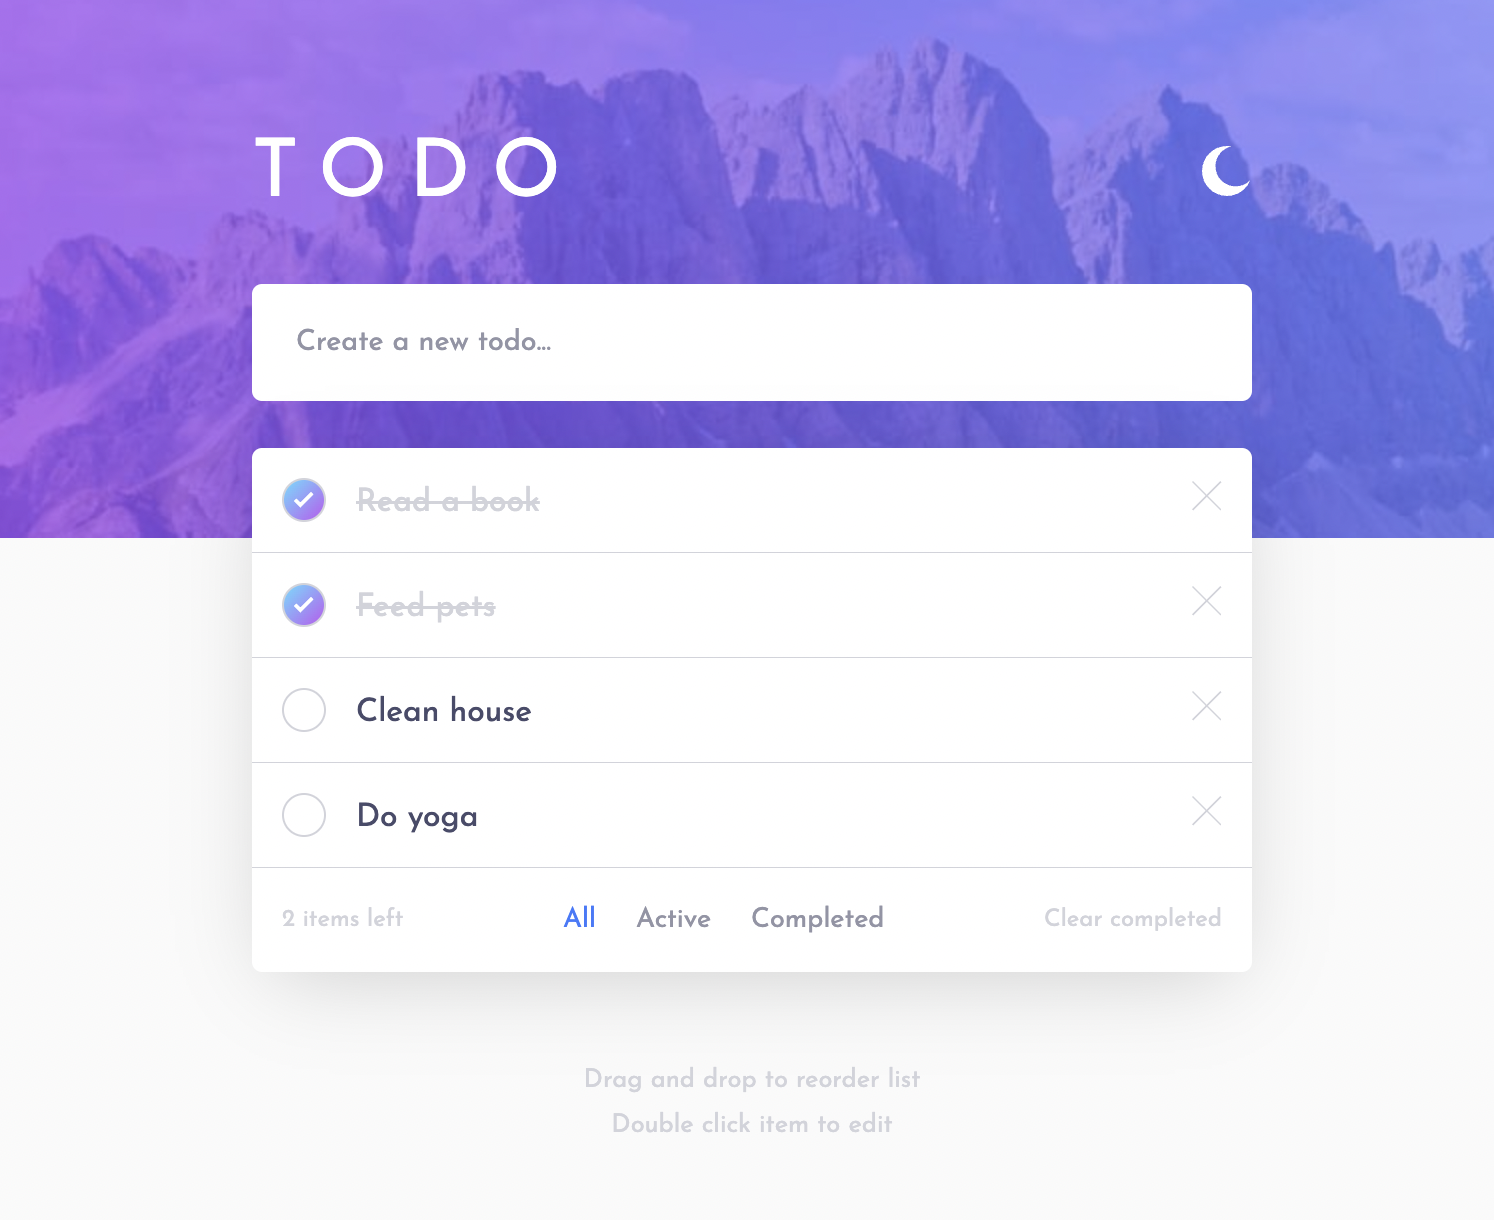 TODO
Create a new todo...
Read a book
Feed pets
Clean house
Do yoga
2 items left All Active Completed Clear completed
Drag and drop to reorder list
Double click item to edit